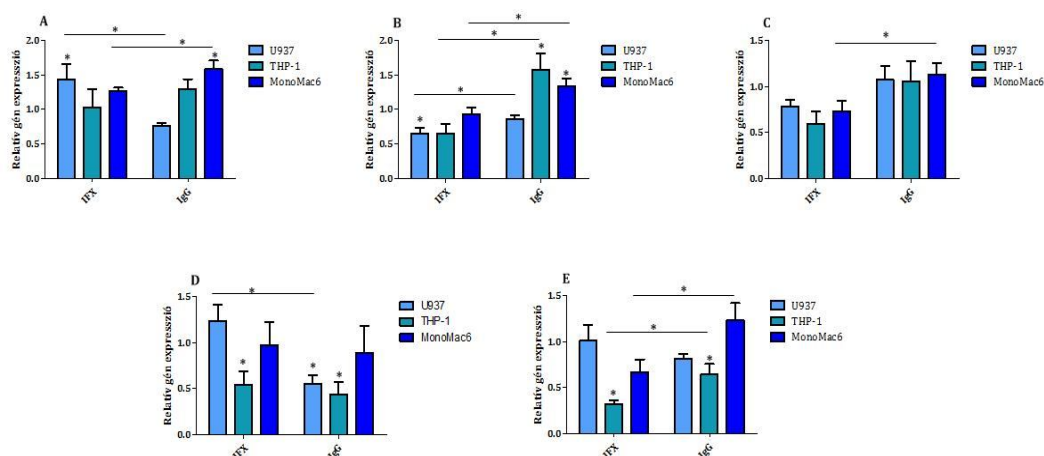 A
*
*
2.0
1.5
1.0
0.5
0.0
Relatív gén expresszió
*
*
IFX
IgG
U937
THP-1
MonoMac6
B
*
*
*
2.0
1.5
1.0
0.5
0.0
Relatív gén expresszió
*
*
*
IFX
IgG
U937
THP-1
MonoMac6
C
*
1.5
1.0
0.5
0.0
Relatív gén expresszió
IFX
IgG
U937
THP-1
MonoMac6
D
*
1.5
1.0
0.5
0.0
Relatív gén expresszió
*
*
*
IFX
IgG
U937
THP-1
MonoMac6
E
*
*
1.5
1.0
0.5
0.0
Relatív gén expresszió
*
*
IFX
IgG
U937
THP-1
MonoMac6